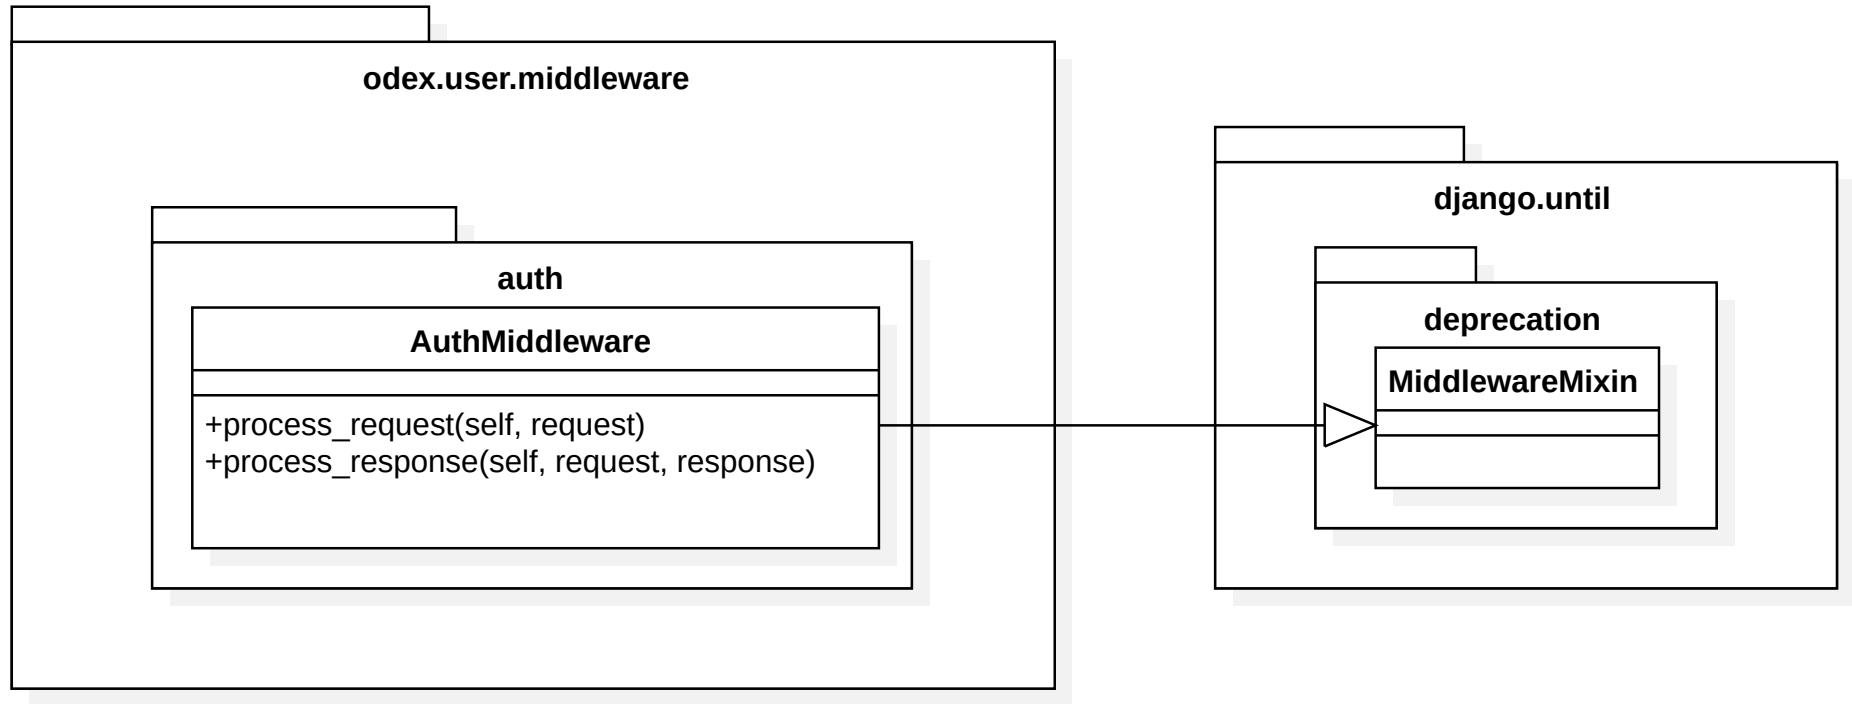 odex.user.middleware
auth
AuthMiddleware
+process_request(self, request)
+process_response(self, request, response)
django.until
deprecation
MiddlewareMixin